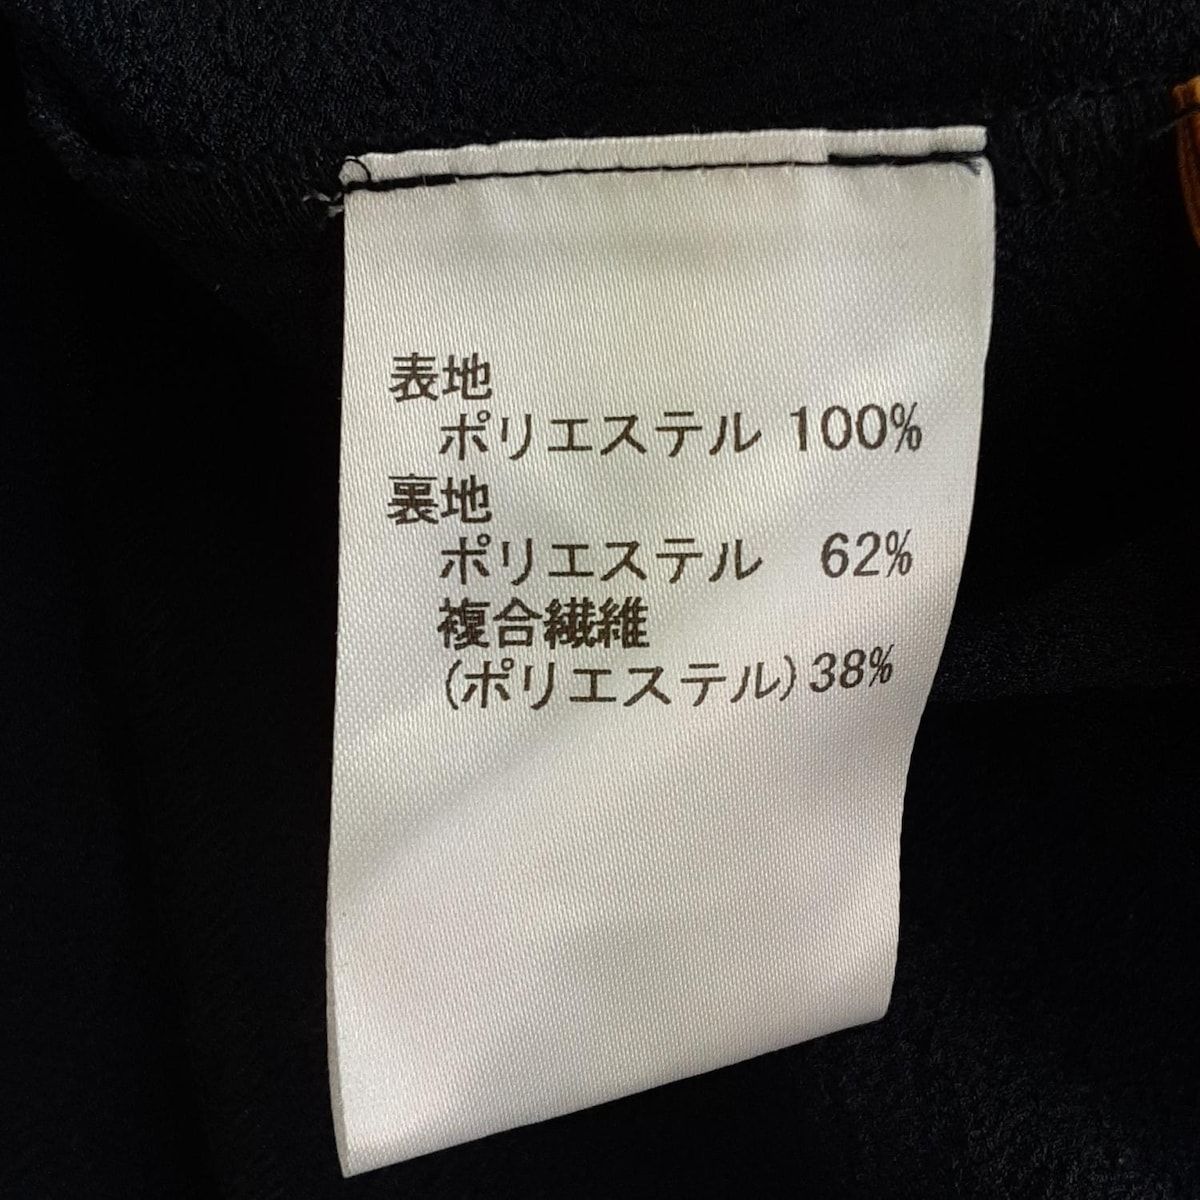 表地
ポリエステル 100%
裏地
ポリエステル 62%
複合繊維
(ポリエステル) 38%